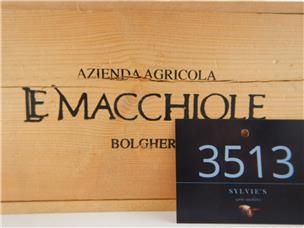 AZIENDA AGRICOLA
LE MACCHIOLE
BOLGHER
3513
SYLVIE'S